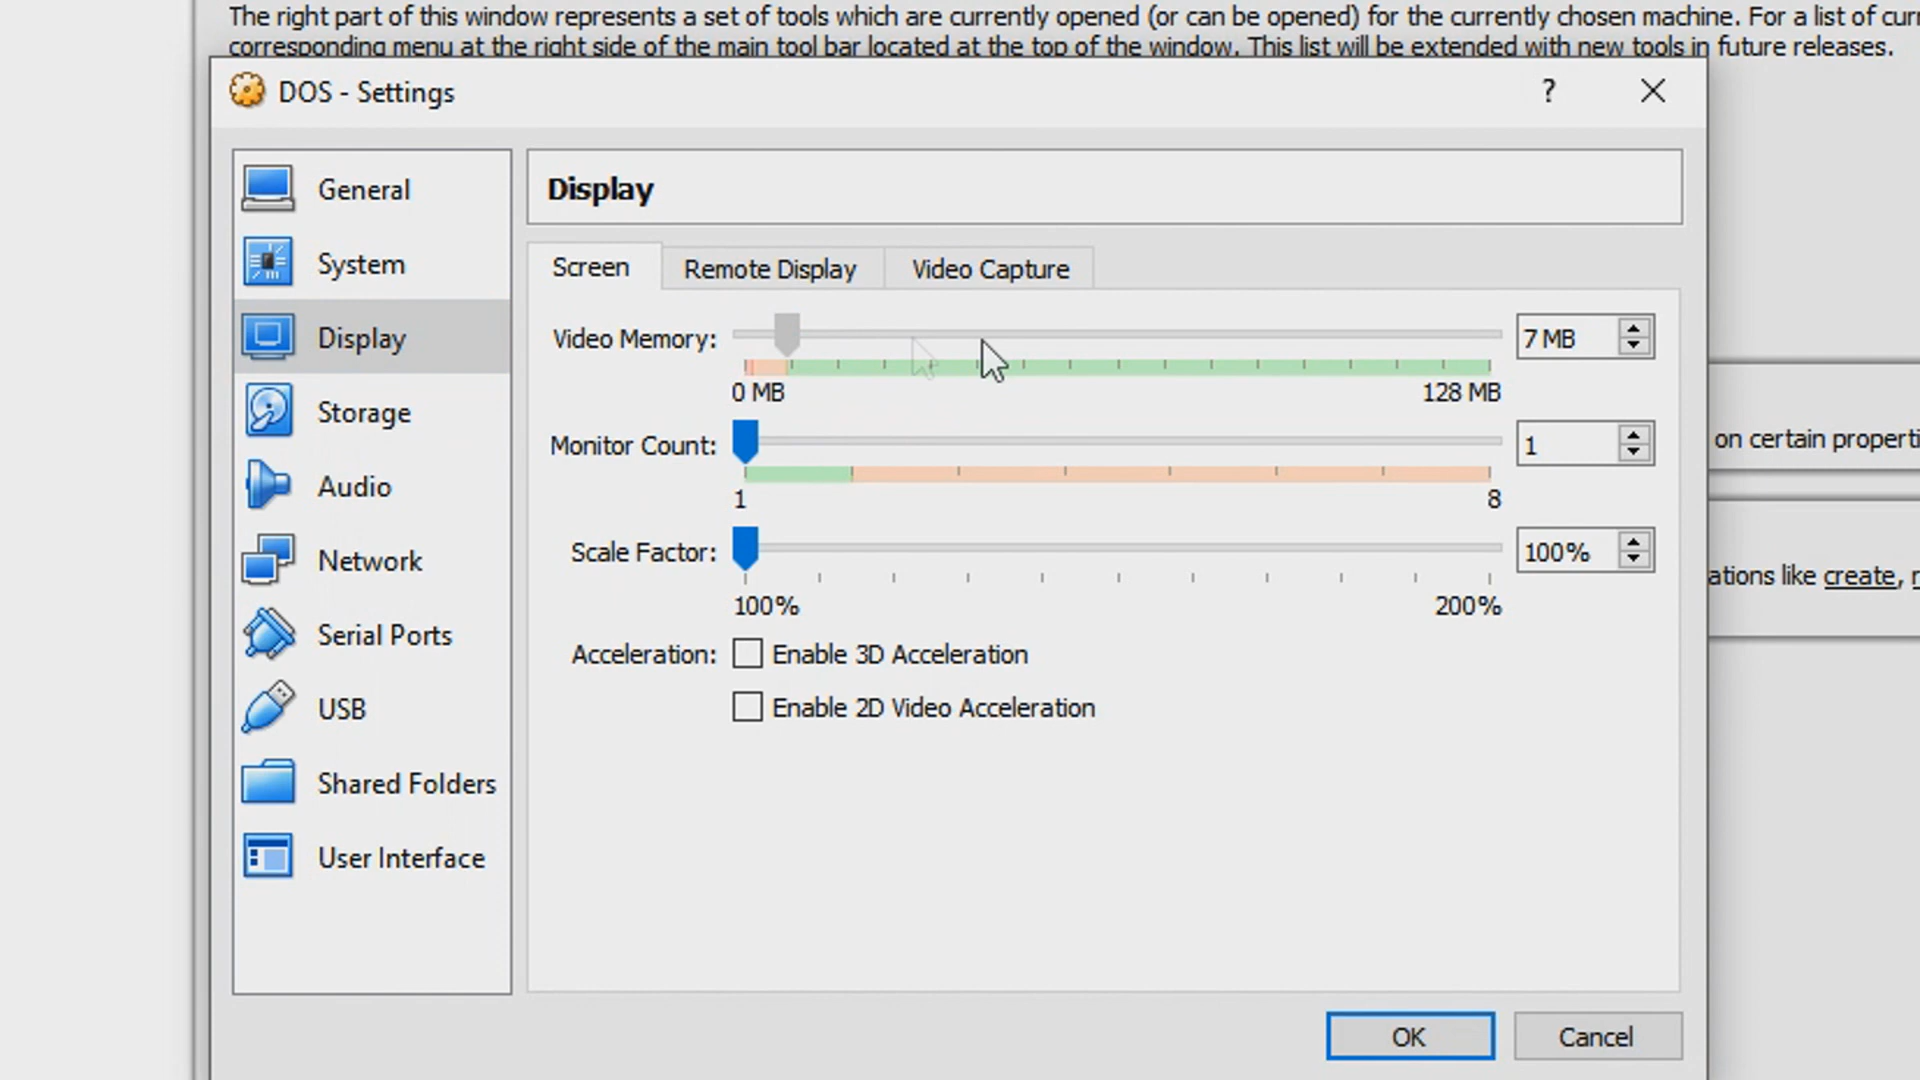 The right part of this window represents a set of tools which are currently opened (or can be opened) for the currently chosen machine. For a list of
corresponding menu at the right side of the main tool bar located at the top of the window. This list will be extended with new tools in future releases.
DOS - Settings
?
General
System
Display
Storage
Audio
Network
Serial Ports
USB
Shared Folders
User Interface
Display
Screen
Remote Display
Video Capture
Video Memory:
7 MB
0 MB
128 MB
Monitor Count:
1
1
8
Scale Factor:
100%
100%
200%
Acceleration:
Enable 3D Acceleration
Enable 2D Video Acceleration
on certain
ations like create,
OK
Cancel